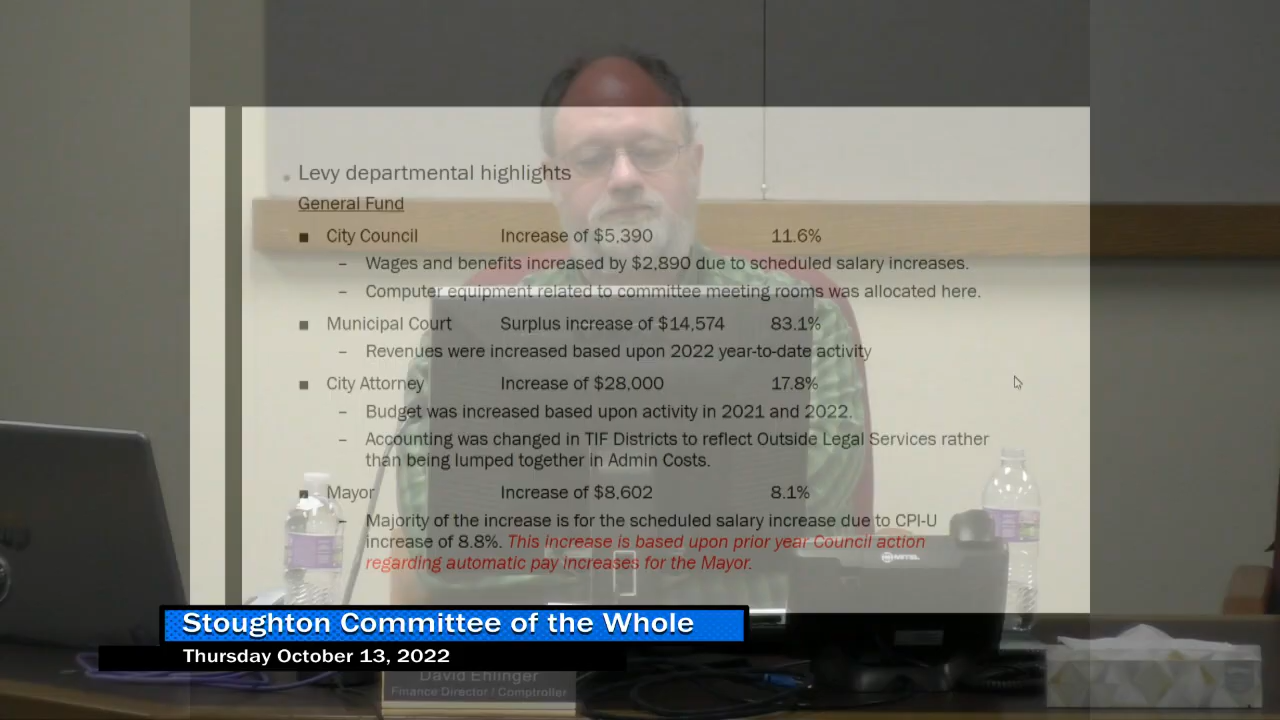 Levy departmental highlights
General Fund
City Council Increase of $5,390 11.6%
– Wages and benefits increased by $2,890 due to scheduled salary increases.
– Computer equipment related to committee meeting rooms was allocated here.
Municipal Court Surplus increase of $14,574 83.1%
– Revenues were increased based upon 2022 year-to-date activity
City Attorney Increase of $28,000 17.8%
– Budget was increased based upon activity in 2021 and 2022.
– Accounting was changed in TIF Districts to reflect Outside Legal Services rather
than being lumped together in Admin Costs.
Mayor Increase of $8,602 8.1%
– Majority of the increase is for the scheduled salary increase due to CPI-U
increase of 8.8%. This increase is based upon prior year Council action
regarding automatic pay increases for the Mayor.
MITEL
Stoughton Committee of the Whole
Thursday October 13, 2022
David Ehlinger
Finance Director / Comptroller